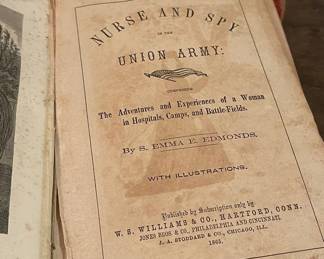 NURSE AND SPY
IN THE
UNION ARMY:
COMPRISING
The Adventures and Experiences of a Woman
in Hospitals, Camps, and Battle-Fields.
By S. EMMA E. EDMONDS.
WITH ILLUSTRATIONS.
Published by Subscription only by
W. S. WILLIAMS & CO., HARTFORD, CONN.
JONES BROS. & CO., PHILADELPHIA AND CINCINNATI.
J. A. STODDARD & CO., CHICAGO, ILL.
1865.